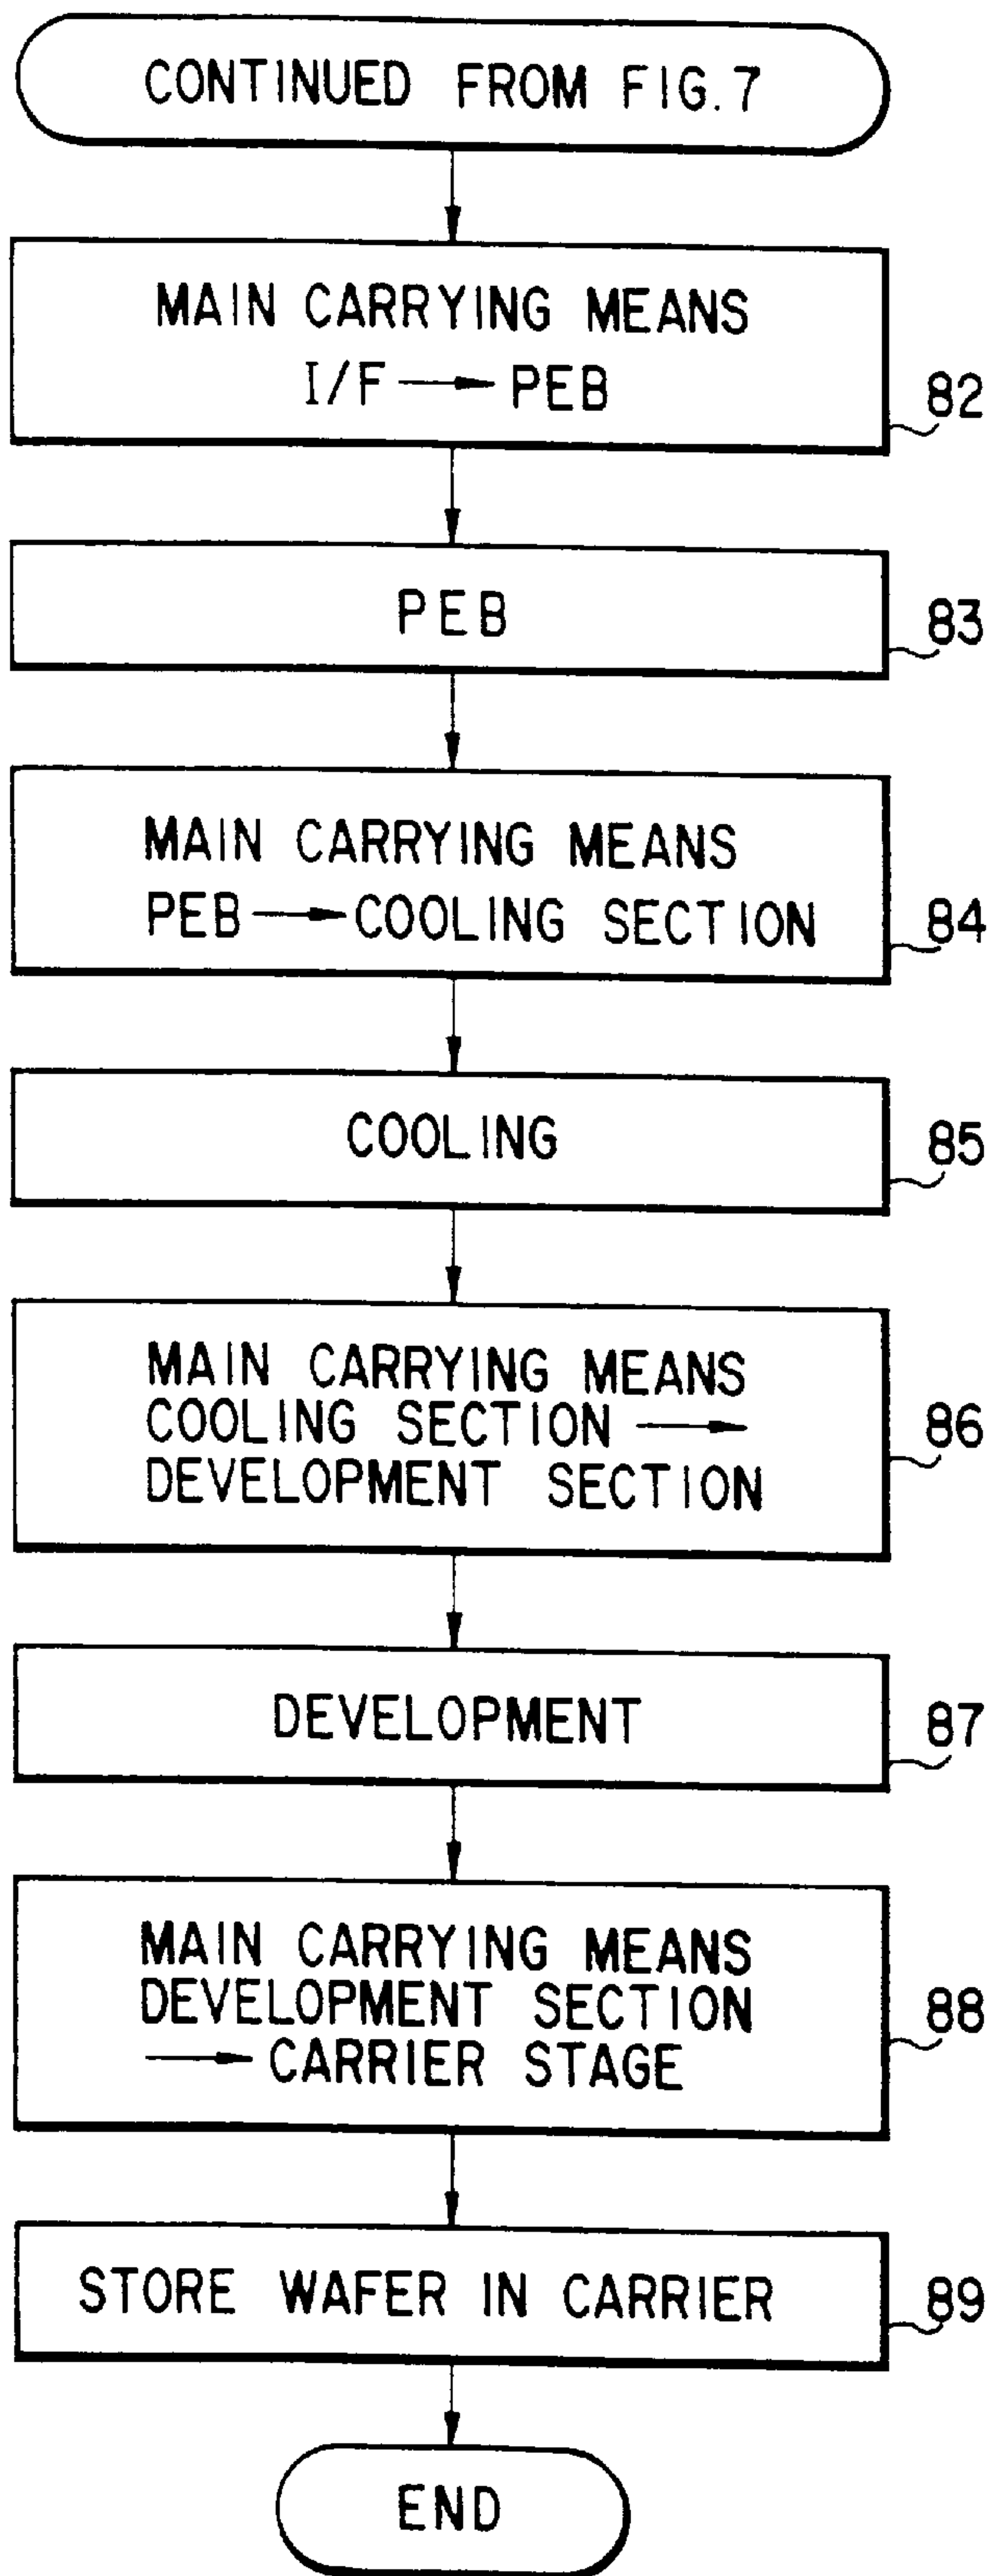 CONTINUED FROM FIG. 7
MAIN CARRYING MEANS
I/F → PEB
82
PEB
83
MAIN CARRYING MEANS
PEB → COOLING SECTION
84
COOLING
85
MAIN CARRYING MEANS
COOLING SECTION →
DEVELOPMENT SECTION
86
DEVELOPMENT
87
MAIN CARRYING MEANS
DEVELOPMENT SECTION
→ CARRIER STAGE
88
STORE WAFER IN CARRIER
89
END